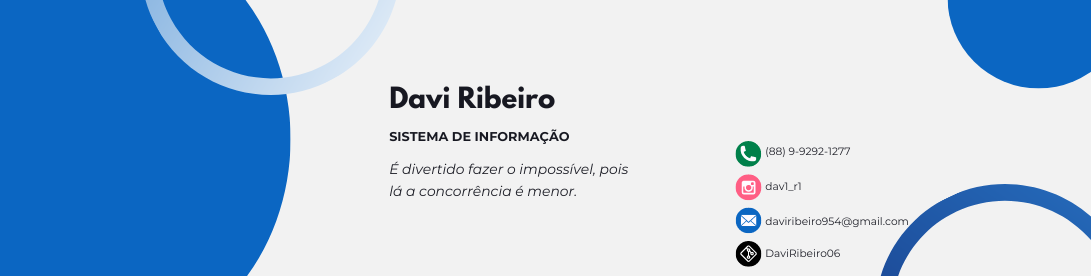 Davi Ribeiro
SISTEMA DE INFORMAÇÃO
É divertido fazer o impossível, pois
lá a concorrência é menor.
(88) 9-9292-1277
dav1_r1
daviribeiro954@gmail.com
DaviRibeiro06